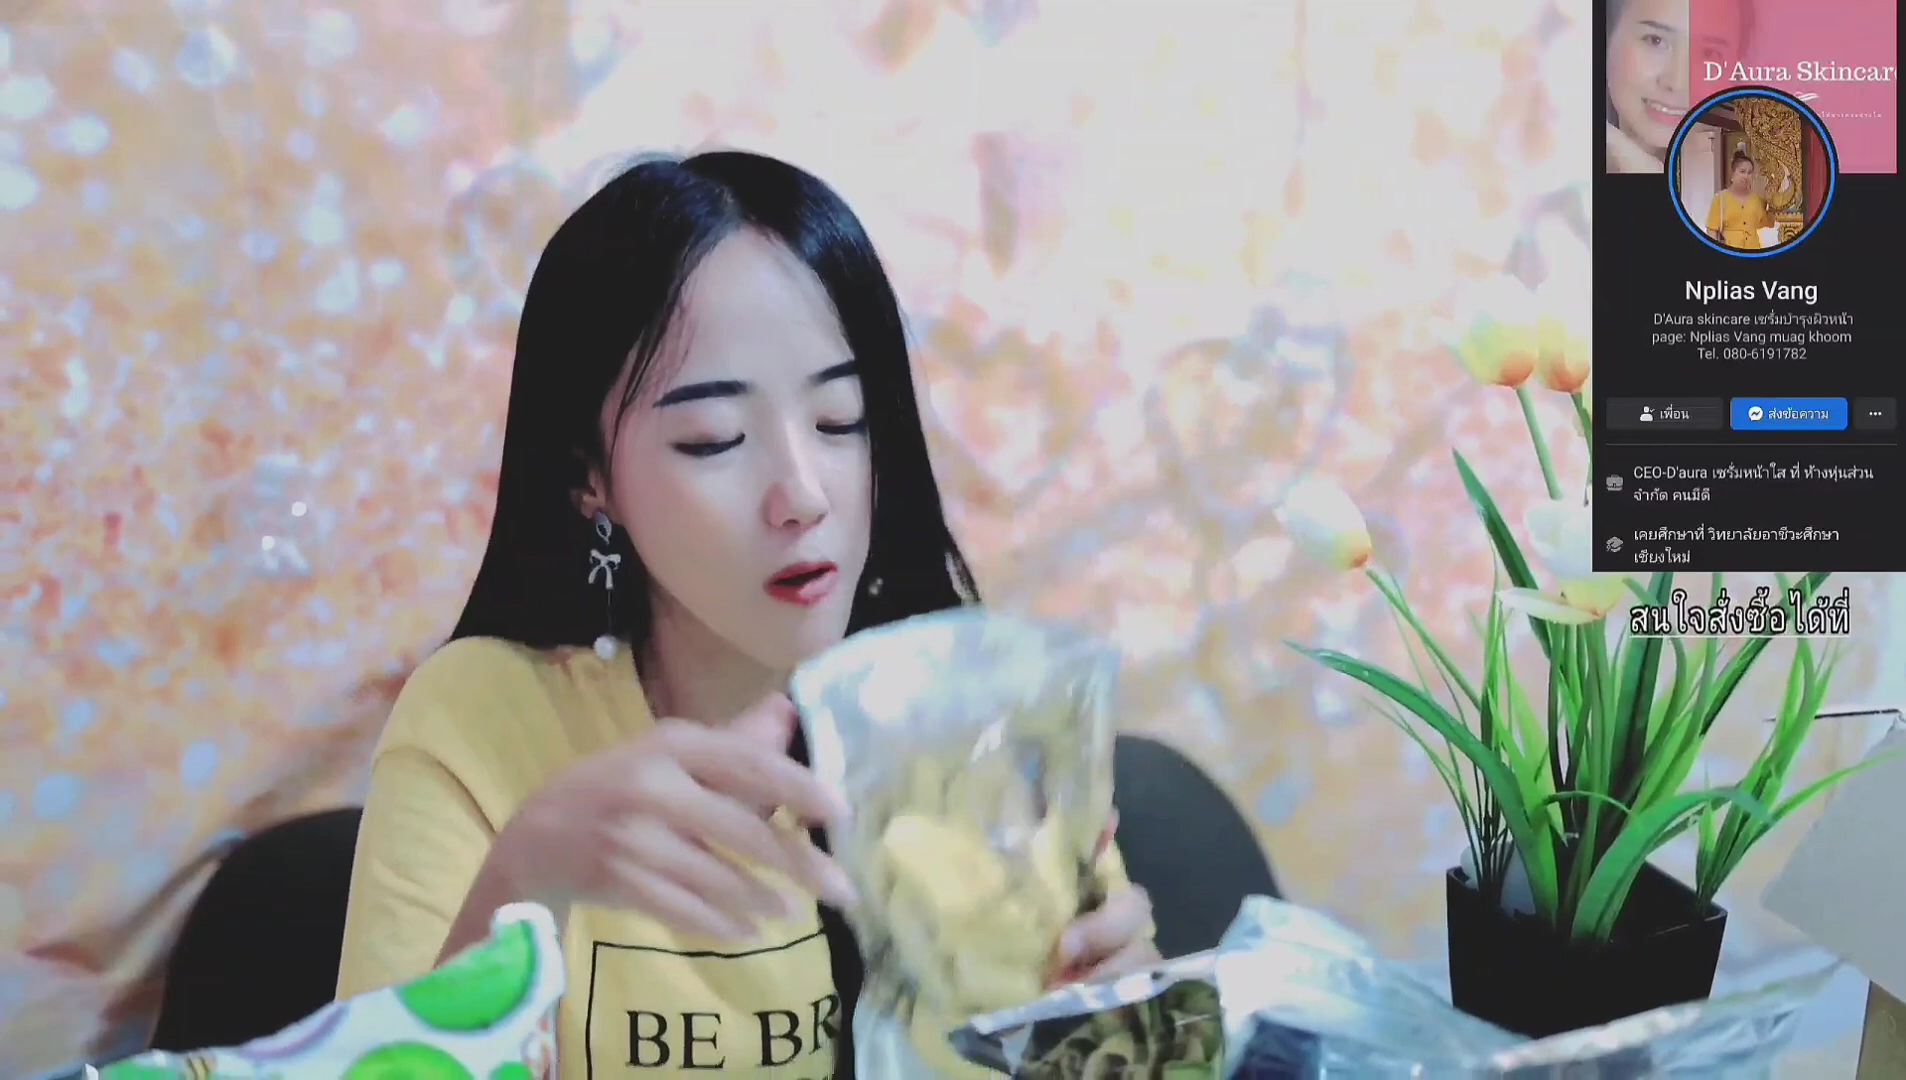 D'Aura Skincare
Nplias Vang
D'Aura skincare เซรั่มบำรุงผิวหน้า
page: Nplias Vang muag khoom
Tel. 080-6191782
เพื่อน
ส่งข้อความ
CEO-D'aura เซรั่มหน้าใส ที่ ห้างหุ่นส่วน
จำกัด คนมีดี
เคยศึกษาที่ วิทยาลัยอาชีวะศึกษา
เชียงใหม่
สนใจสั่งซื้อได้ที่
BE BR